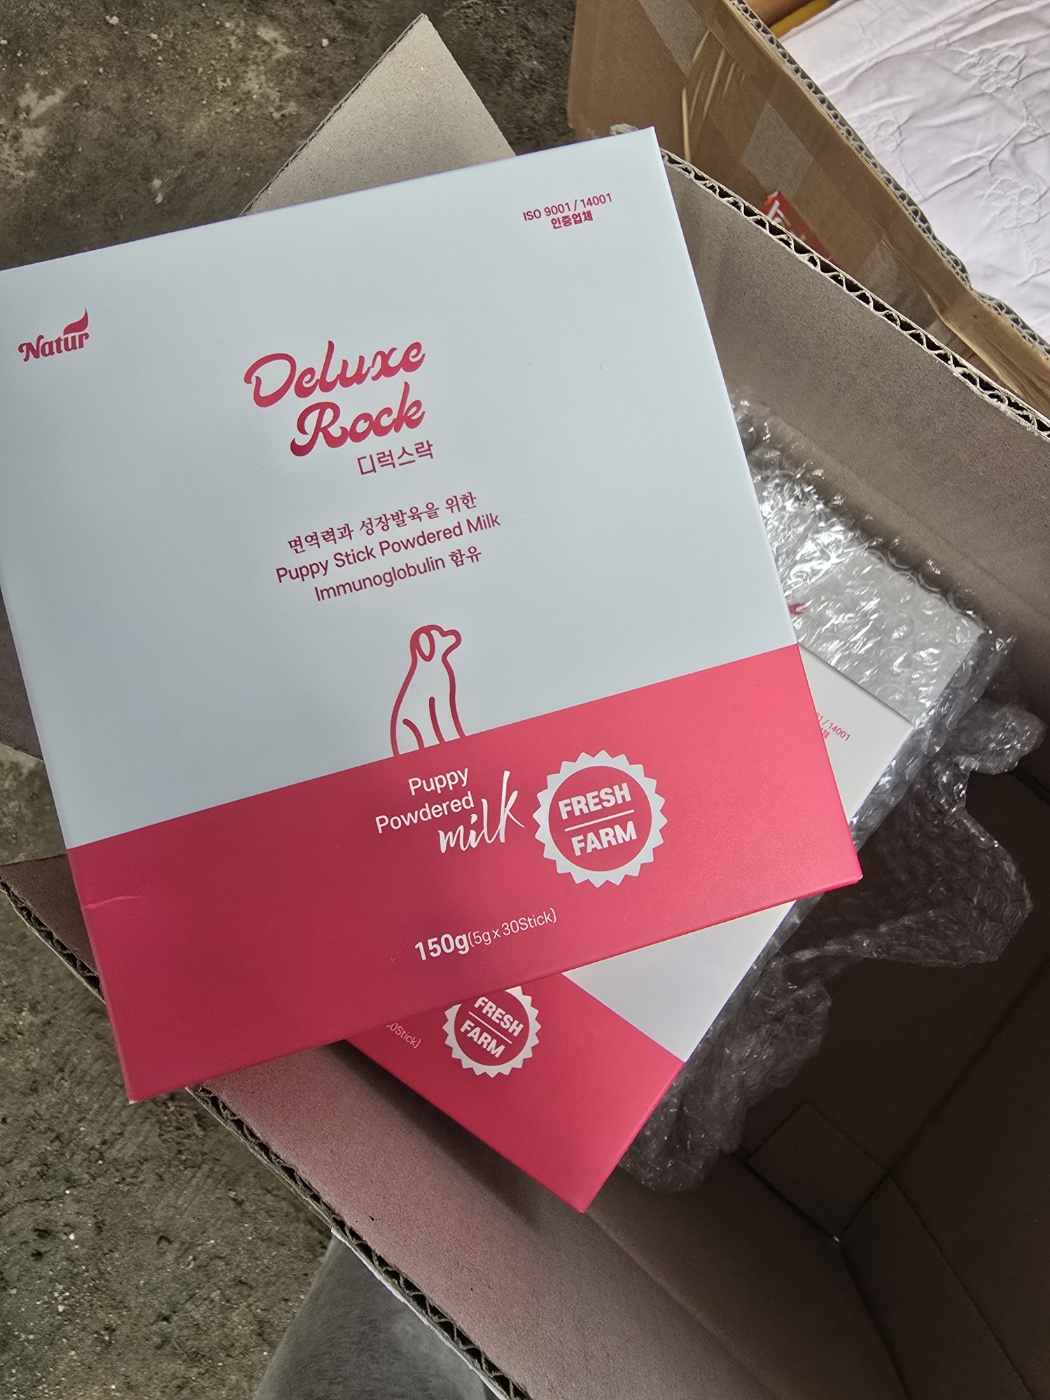 ISO 9001 / 14001
인증업체
Natur
Deluxe
Rock
디럭스락
면역력과 성장발육을 위한
Puppy Stick Powdered Milk
Immunoglobulin 함유
Puppy
Powdered
milk
FRESH
FARM
150g(5g x 30Stick)
/14001
FRESH
FARM
0Stick)